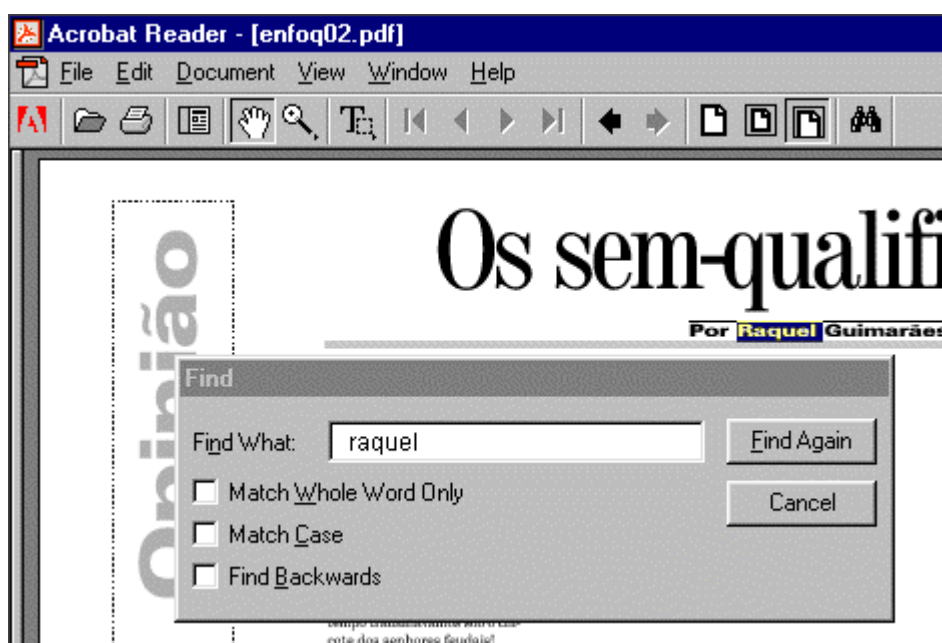 Acrobat Reader - [enfoq02.pdf]
File Edit Document View Window Help
Os sem-qualifi
Por Raquel Guimarães
Opinião
Find
Find What: raquel
Find Again
Match Whole Word Only
Cancel
Match Case
Find Backwards
cote dos senhores feudais!